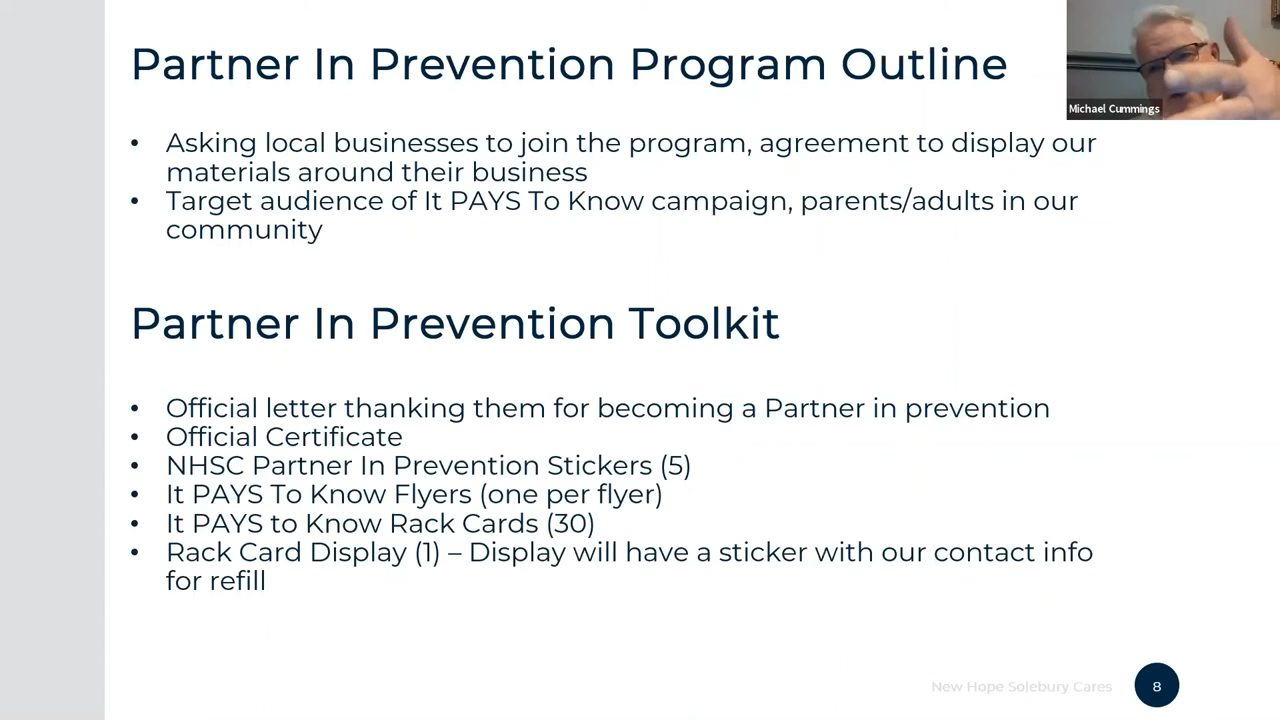 Partner In Prevention Program Outline
Michael Cummings
• Asking local businesses to join the program, agreement to display our
materials around their business
• Target audience of It PAYS To Know campaign, parents/adults in our
community
Partner In Prevention Toolkit
• Official letter thanking them for becoming a Partner in prevention
• Official Certificate
• NHSC Partner In Prevention Stickers (5)
• It PAYS To Know Flyers (one per flyer)
• It PAYS to Know Rack Cards (30)
• Rack Card Display (1) – Display will have a sticker with our contact info
for refill
New Hope Solebury Cares
8